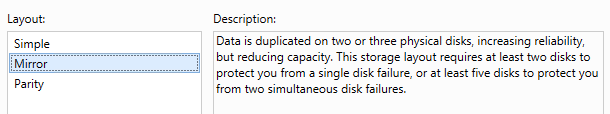 Layout:
Description:
Simple
Mirror
Parity
Data is duplicated on two or three physical disks, increasing reliability,
but reducing capacity. This storage layout requires at least two disks to
protect you from a single disk failure, or at least five disks to protect you
from two simultaneous disk failures.